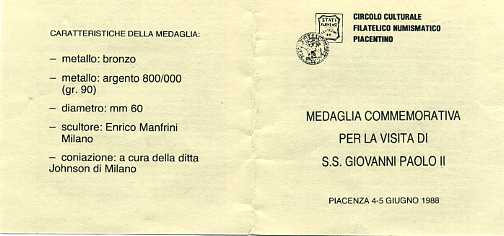 CARATTERISTICHE DELLA MEDAGLIA:
– metallo: bronzo
– metallo: argento 800/000
(gr. 90)
– diametro: mm 60
– scultore: Enrico Manfrini
Milano
– coniazione: a cura della ditta
Johnson di Milano
CIRCOLO CULTURALE
FILATELICO NUMISMATICO
PIACENTINO
MEDAGLIA COMMEMORATIVA
PER LA VISITA DI
S.S. GIOVANNI PAOLO II
PIACENZA 4-5 GIUGNO 1988